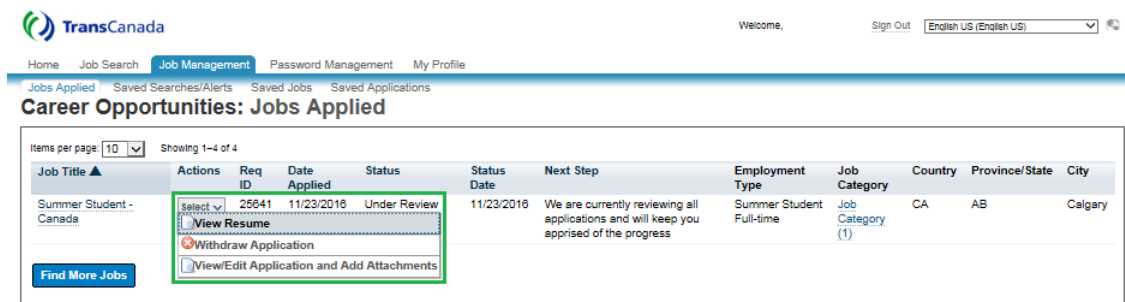 TransCanada
Welcome, Sign Out English US (English US)
Home Job Search Job Management Password Management My Profile
Jobs Applied Saved Searches/Alerts Saved Jobs Saved Applications
Career Opportunities: Jobs Applied
Items per page: 10 Showing 1–4 of 4
Job Title ▲ Actions Req ID Date Applied Status Status Date Next Step Employment Type Job Category Country Province/State City
Summer Student - Canada
Select 25641 11/23/2016 Under Review 11/23/2016
We are currently reviewing all
applications and will keep you
apprised of the progress
Summer Student
Full-time
Job
Category
(1)
CA AB Calgary
View Resume
Withdraw Application
View/Edit Application and Add Attachments
Find More Jobs